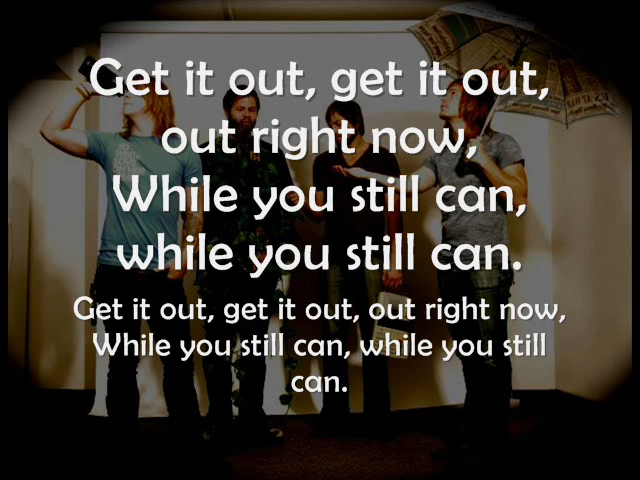 Get it out, get it out,
out right now,
While you still can,
while you still can.
Get it out, get it out, out right now,
While you still can, while you still
can.